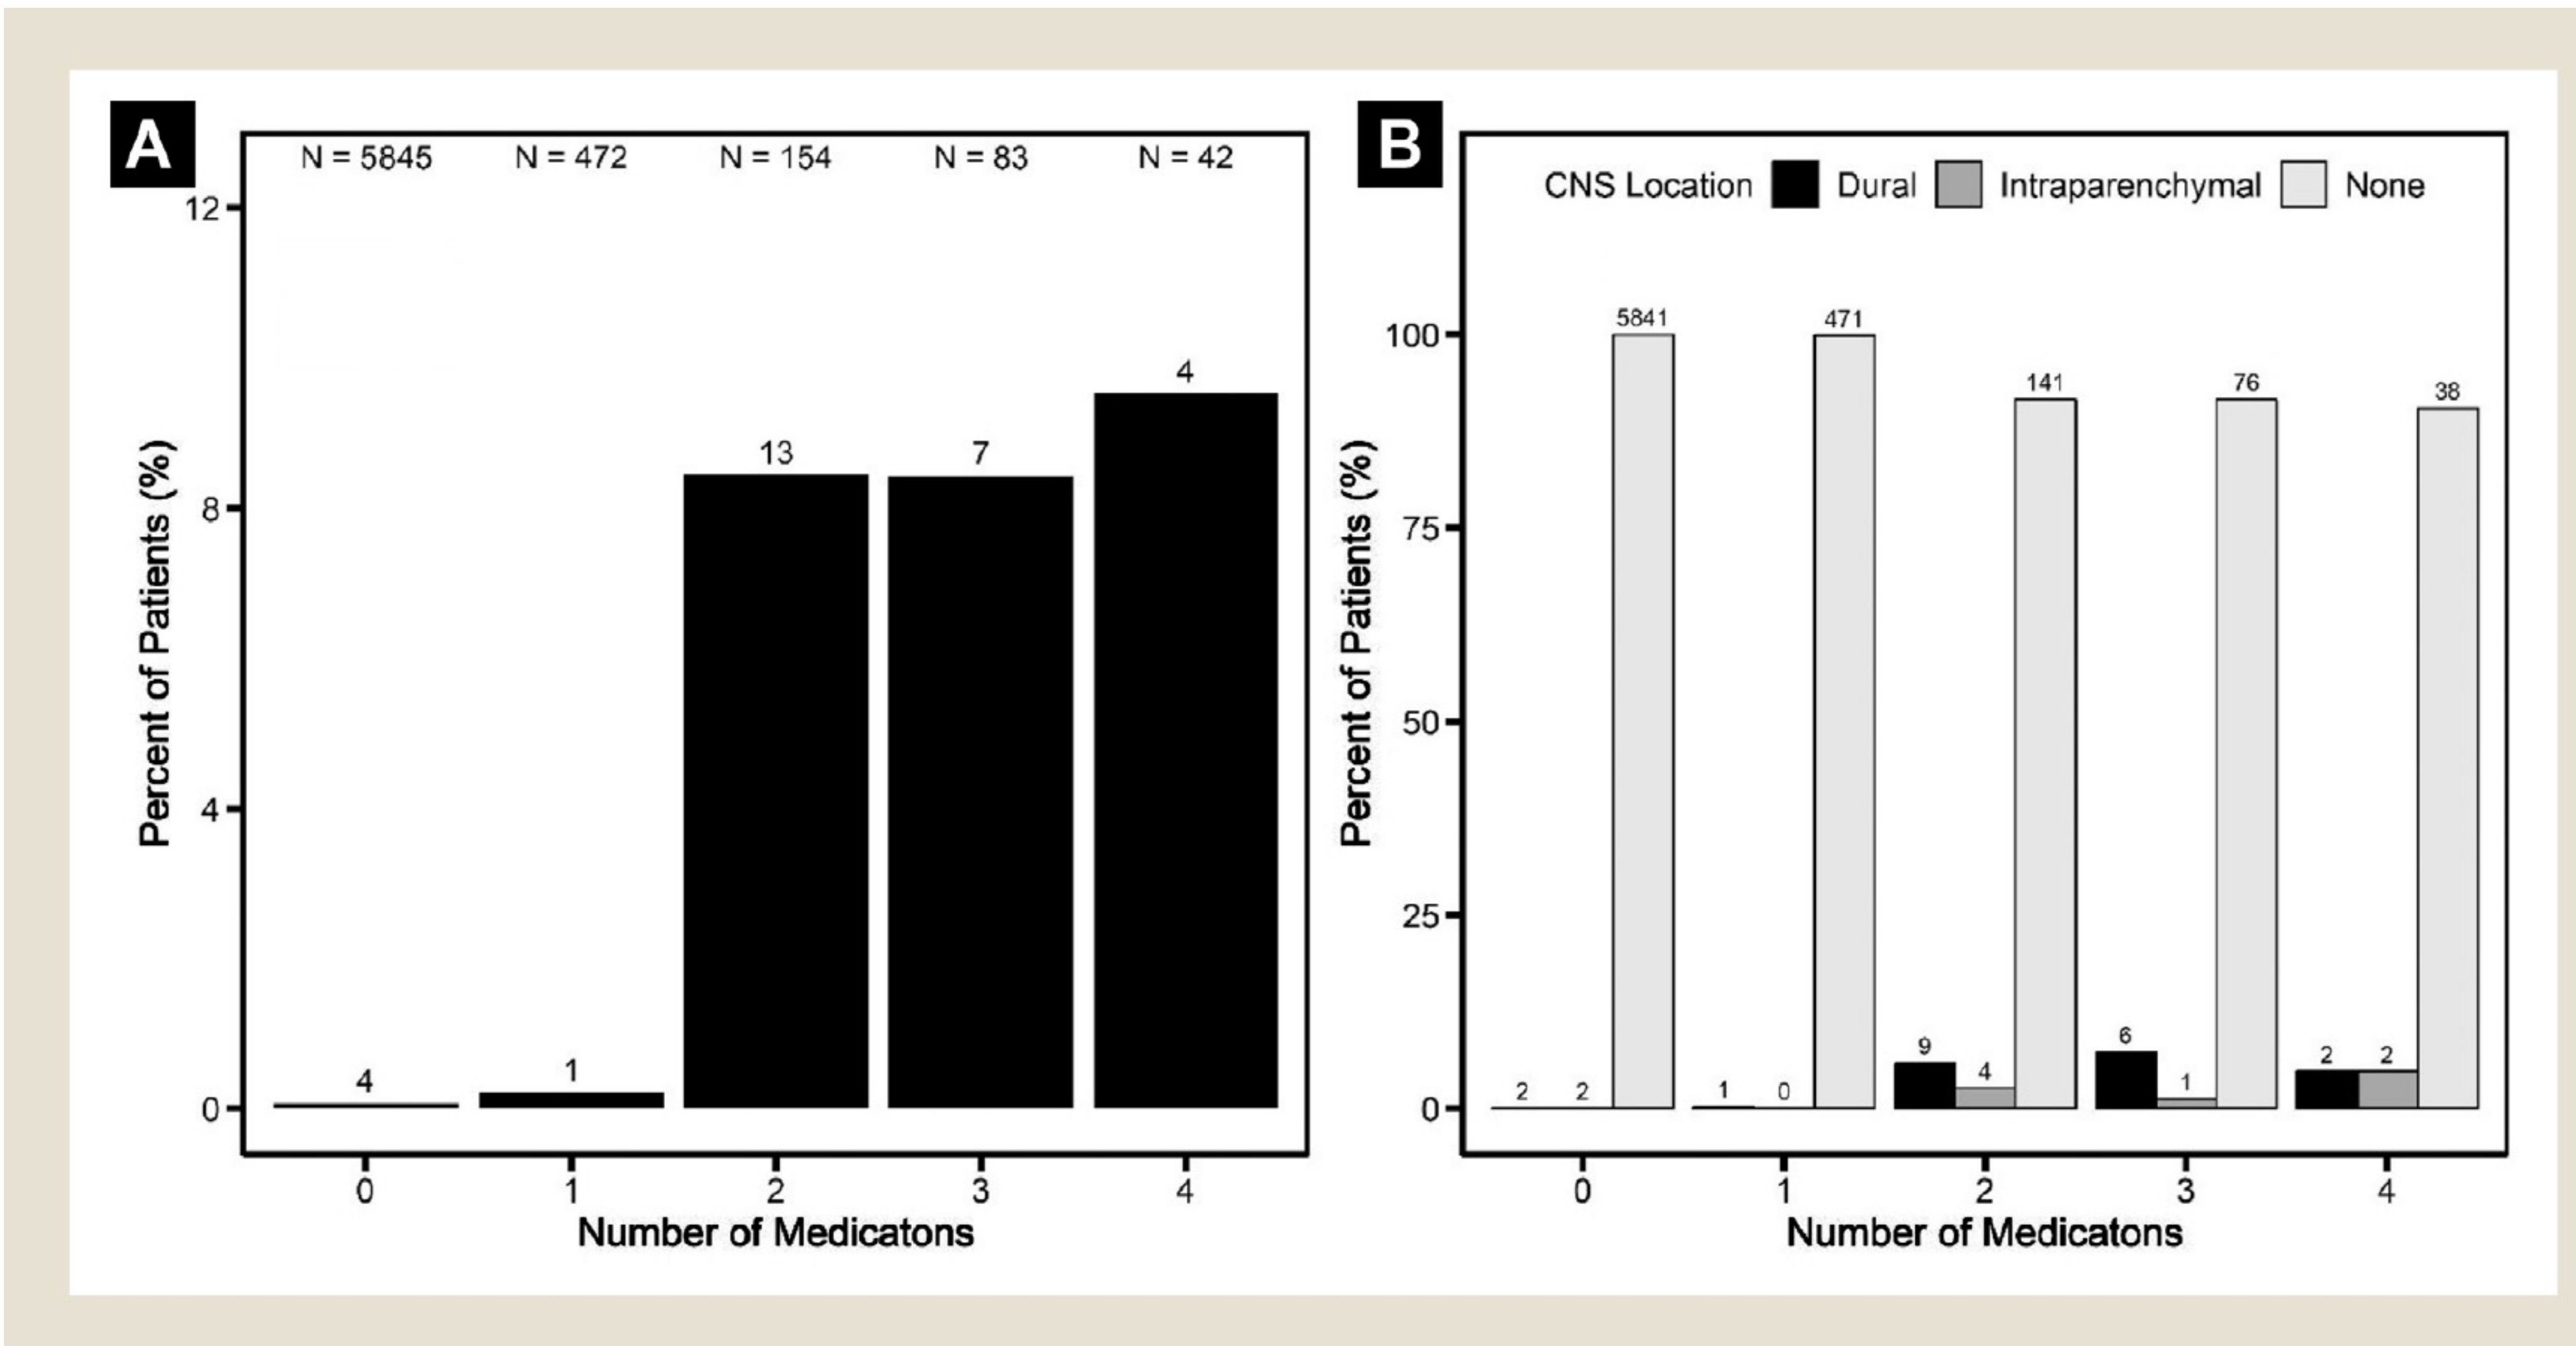 A
N = 5845 N = 472 N = 154 N = 83 N = 42
12
8
4
0
Percent of Patients (%)
4 1 13 7 4
0 1 2 3 4
Number of Medicatons
B
CNS Location Dural Intraparenchymal None
100
75
50
25
0
Percent of Patients (%)
2 2 5841 1 0 471 9 4 141 6 1 76 2 2 38
0 1 2 3 4
Number of Medicatons